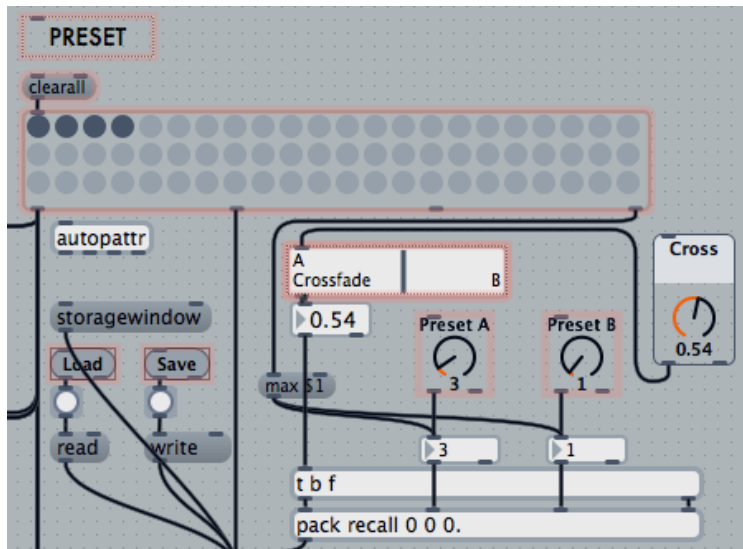 PRESET
clearall
autopattr
A
Crossfade
B
Cross
0.54
0.54
storagewindow
Preset A
3
Preset B
1
Load
Save
max $1
read
write
3
1
t b f
pack recall 0 0 0.